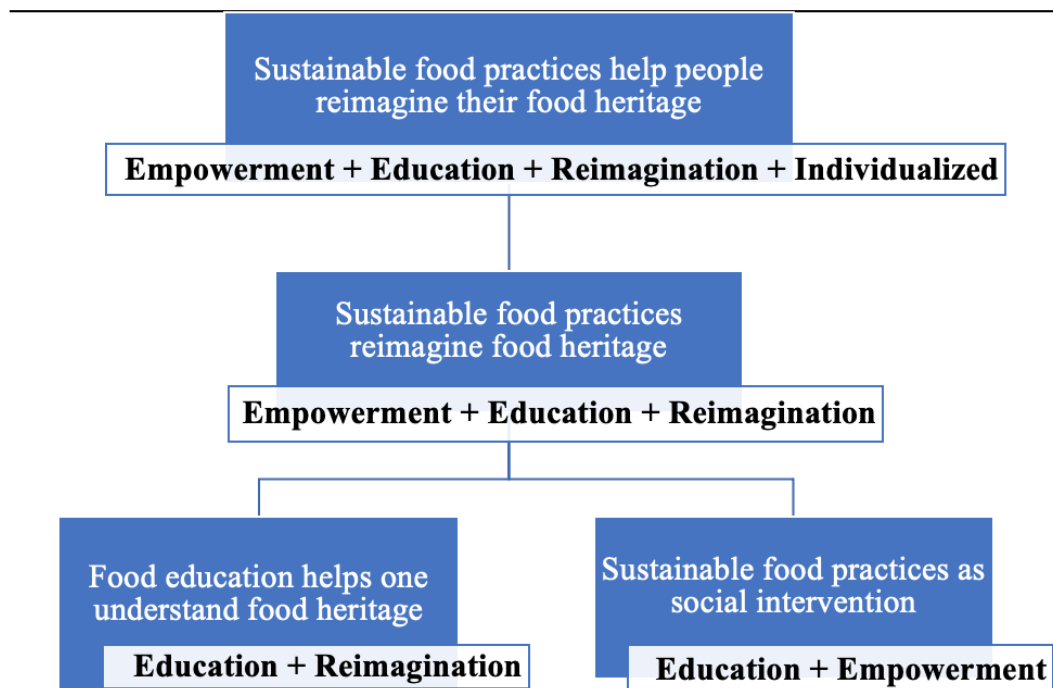 Sustainable food practices help people
reimagine their food heritage
Empowerment + Education + Reimagination + Individualized
Sustainable food practices
reimagine food heritage
Empowerment + Education + Reimagination
Food education helps one
understand food heritage
Education + Reimagination
Sustainable food practices as
social intervention
Education + Empowerment